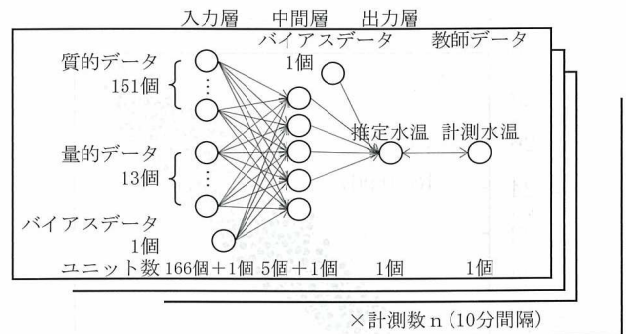 入力層 中間層 出力層
バイアスデータ 教師データ
質的データ 1個
151個
⋮
推定水温 計測水温
量的データ
13個
⋮
バイアスデータ
1個
ユニット数 166個+1個 5個+1個 1個 1個
×計測数n(10分間隔)